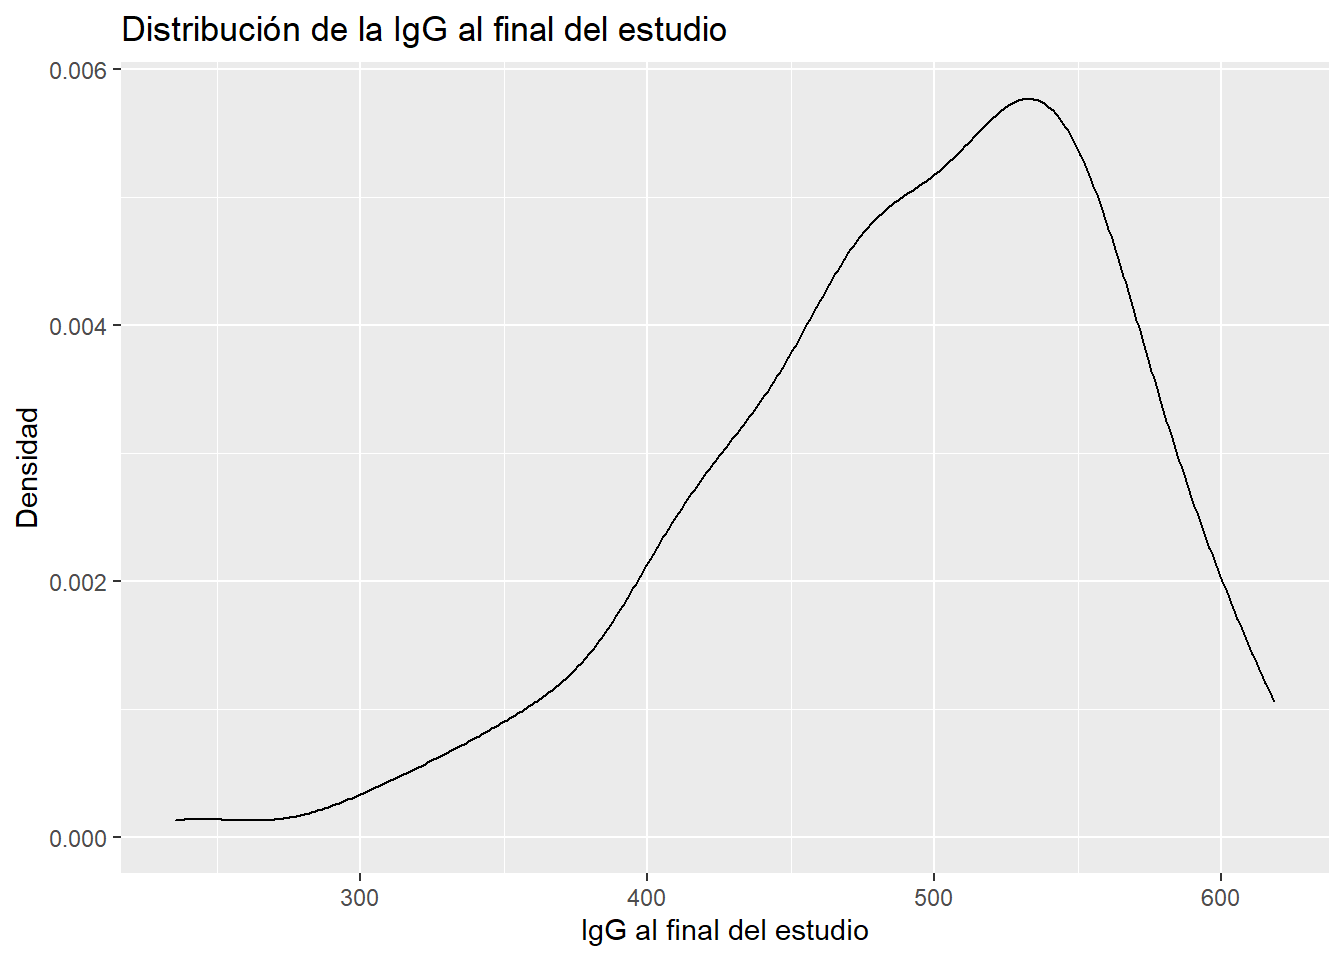 Distribución de la IgG al final del estudio
0.006
0.004
0.002
0.000
Densidad
300
400
500
600
IgG al final del estudio